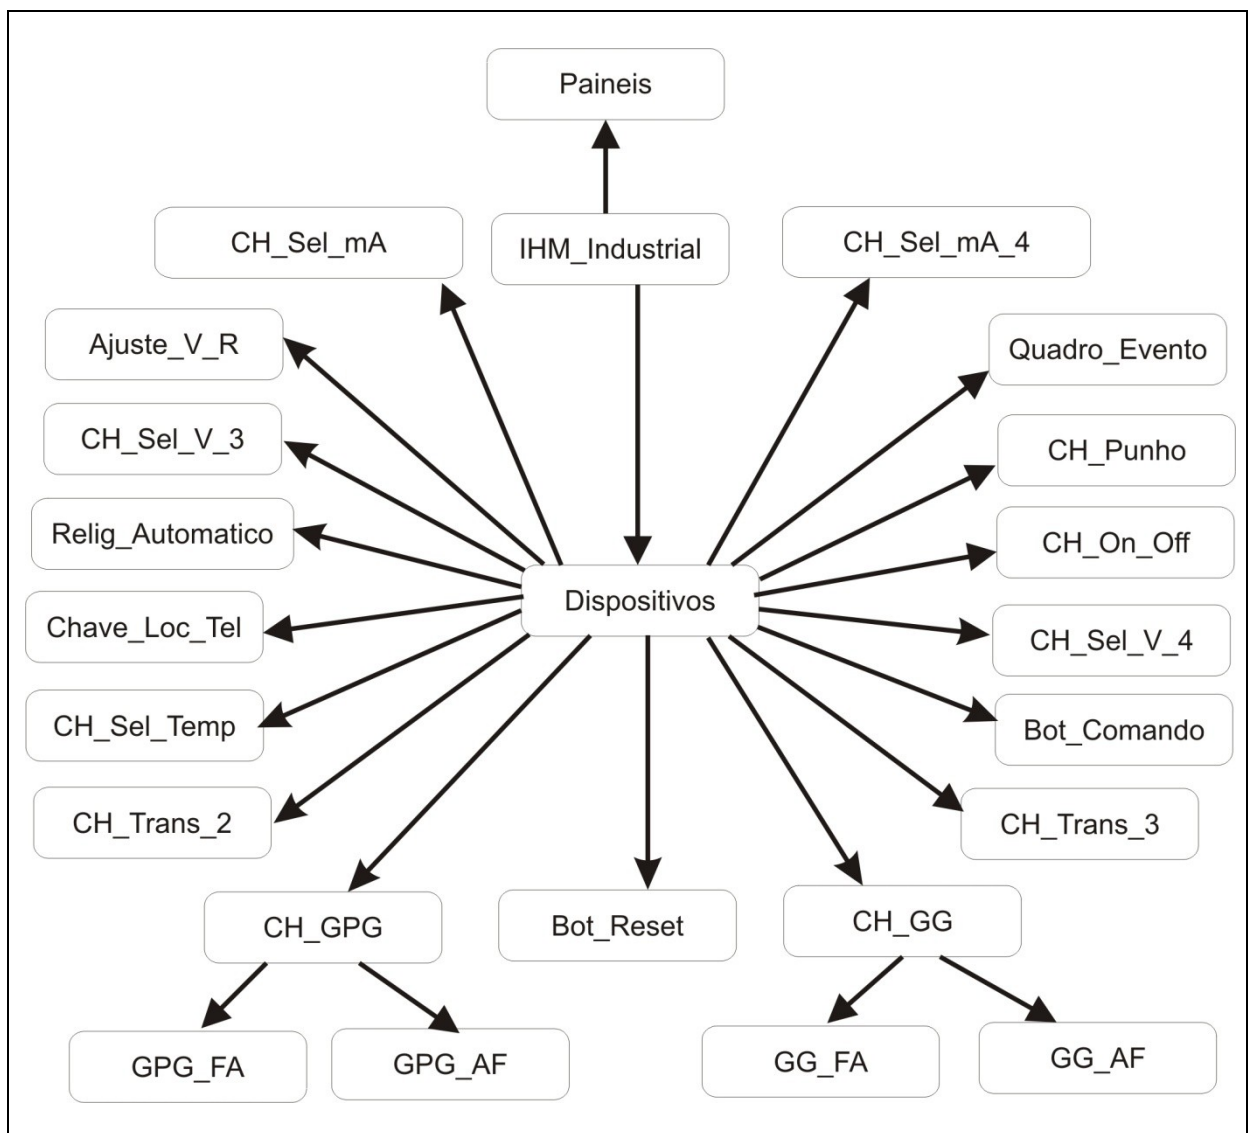 Paineis
CH_Sel_mA
IHM_Industrial
CH_Sel_mA_4
Ajuste_V_R
Quadro_Evento
CH_Sel_V_3
CH_Punho
Relig_Automatico
CH_On_Off
Dispositivos
Chave_Loc_Tel
CH_Sel_V_4
CH_Sel_Temp
Bot_Comando
CH_Trans_2
CH_Trans_3
CH_GPG
Bot_Reset
CH_GG
GPG_FA
GPG_AF
GG_FA
GG_AF